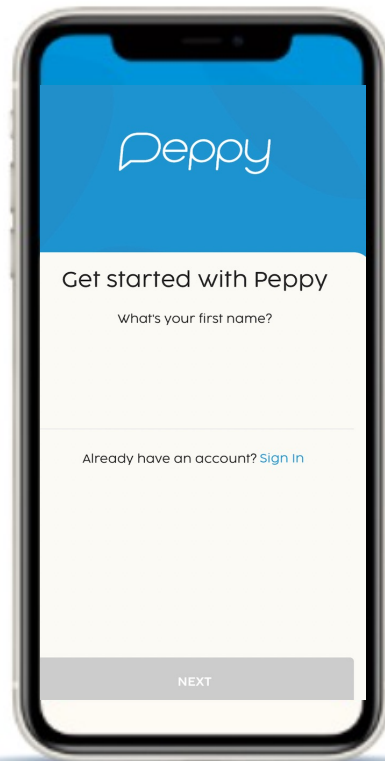 Peppy
Get started with Peppy
What's your first name?
Already have an account? Sign In
NEXT